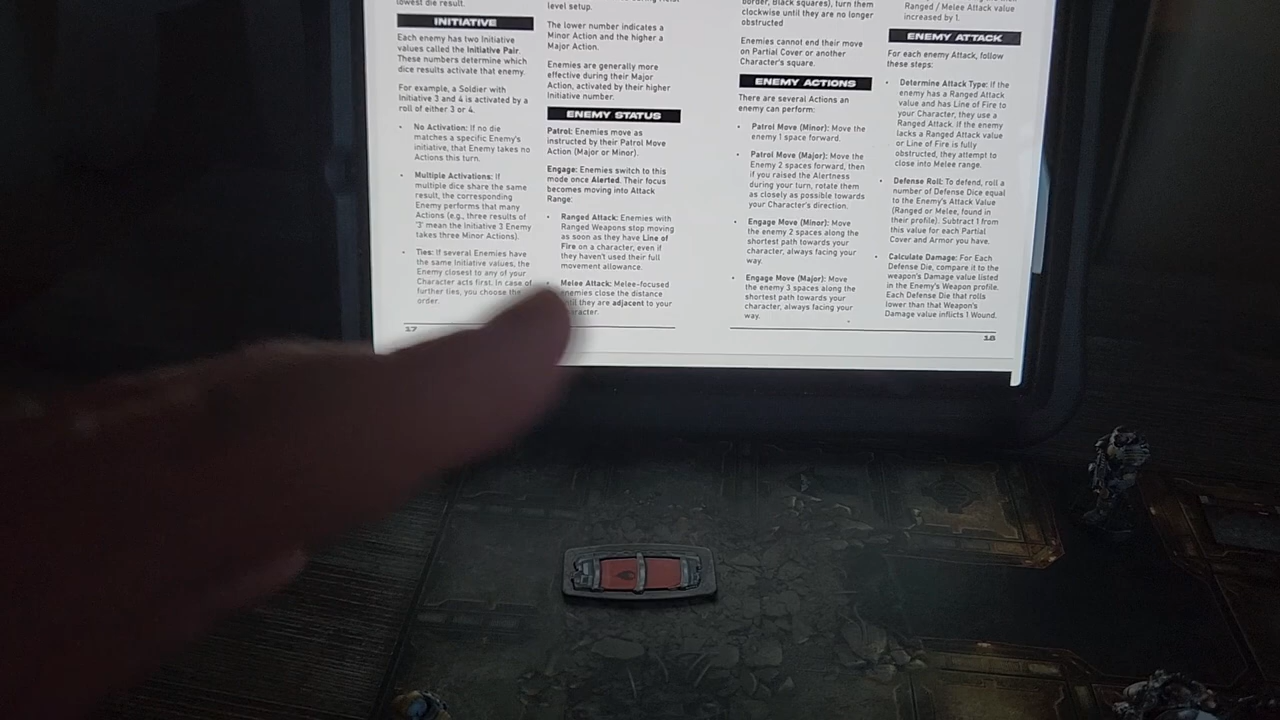 lowest die result.
INITIATIVE
Each enemy has two Initiative
values called the Initiative Pair.
These numbers determine which
dice results activate that enemy.
For example, a Soldier with
Initiative 3 and 4 is activated by a
roll of either 3 or 4.
• No Activation: If no die
matches a specific Enemy's
initiative, that Enemy takes no
Actions this turn.
• Multiple Activations: If
multiple dice share the same
result, the corresponding
Enemy performs that many
Actions (e.g., three results of
'3' mean the Initiative 3 Enemy
takes three Minor Actions).
• Ties: If several Enemies have
the same Initiative values, the
Enemy closest to any of your
Character acts first. In case of
further ties, you choose the
order.
17
level setup.
The lower number indicates a
Minor Action and the higher a
Major Action.
Enemies are generally more
effective during their Major
Action, activated by their higher
Initiative number.
ENEMY STATUS
Patrol: Enemies move as
instructed by their Patrol Move
Action (Major or Minor).
Engage: Enemies switch to this
mode once Alerted. Their focus
becomes moving into Attack
Range:
• Ranged Attack: Enemies with
Ranged Weapons stop moving
as soon as they have Line of
Fire on a character, even if
they haven't used their full
movement allowance.
• Melee Attack: Melee-focused
enemies close the distance
until they are adjacent to your
character.
border, Black squares), turn them
clockwise until they are no longer
obstructed
Enemies cannot end their move
on Partial Cover or another
Character's square.
ENEMY ACTIONS
There are several Actions an
enemy can perform:
• Patrol Move (Minor): Move the
enemy 1 space forward.
• Patrol Move (Major): Move the
Enemy 2 spaces forward, then
if you raised the Alertness
during your turn, rotate them
as closely as possible towards
your Character's direction.
• Engage Move (Minor): Move
the enemy 2 spaces along the
shortest path towards your
character, always facing your
way.
• Engage Move (Major): Move
the enemy 3 spaces along the
shortest path towards your
character, always facing your
way.
Ranged / Melee Attack value
increased by 1.
ENEMY ATTACK
For each enemy Attack, follow
these steps:
• Determine Attack Type: If the
enemy has a Ranged Attack
value and has Line of Fire to
your Character, they use a
Ranged Attack. If the enemy
lacks a Ranged Attack value
or Line of Fire is fully
obstructed, they attempt to
close into Melee range.
• Defense Roll: To defend, roll a
number of Defense Dice equal
to the Enemy's Attack Value
(Ranged or Melee, found in
their profile). Subtract 1 from
this value for each Partial
Cover and Armor you have.
• Calculate Damage: For Each
Defense Die, compare it to the
weapon's Damage value listed
in the Enemy's Weapon profile.
Each Defense Die that rolls
lower than that Weapon's
Damage value inflicts 1 Wound.
18